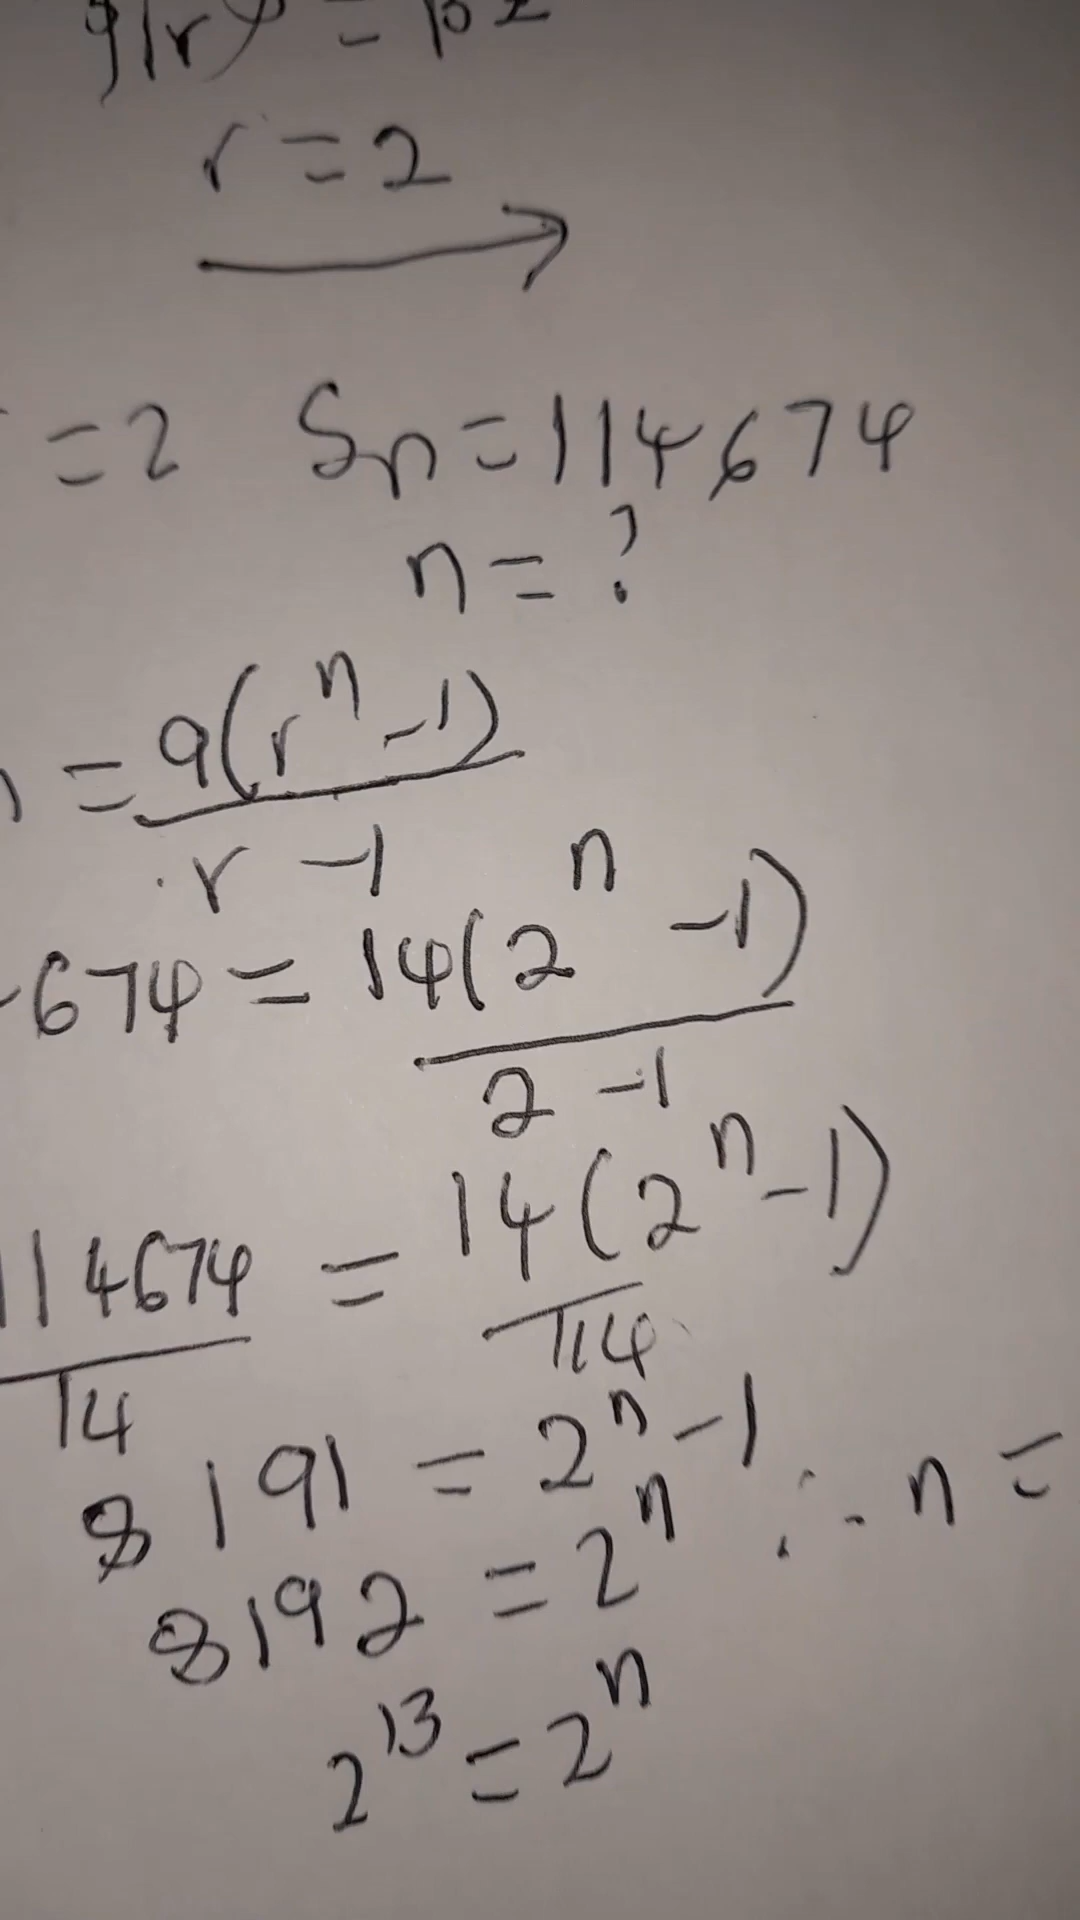 r = 2
= 2 Sn = 114674
n = ?
= a(r^n - 1)
r - 1
674 = 14(2^n - 1)
2 - 1
114674 = 14(2^n - 1)
14 14
8191 = 2^n - 1 ∴ n =
8192 = 2^n
2^13 = 2^n